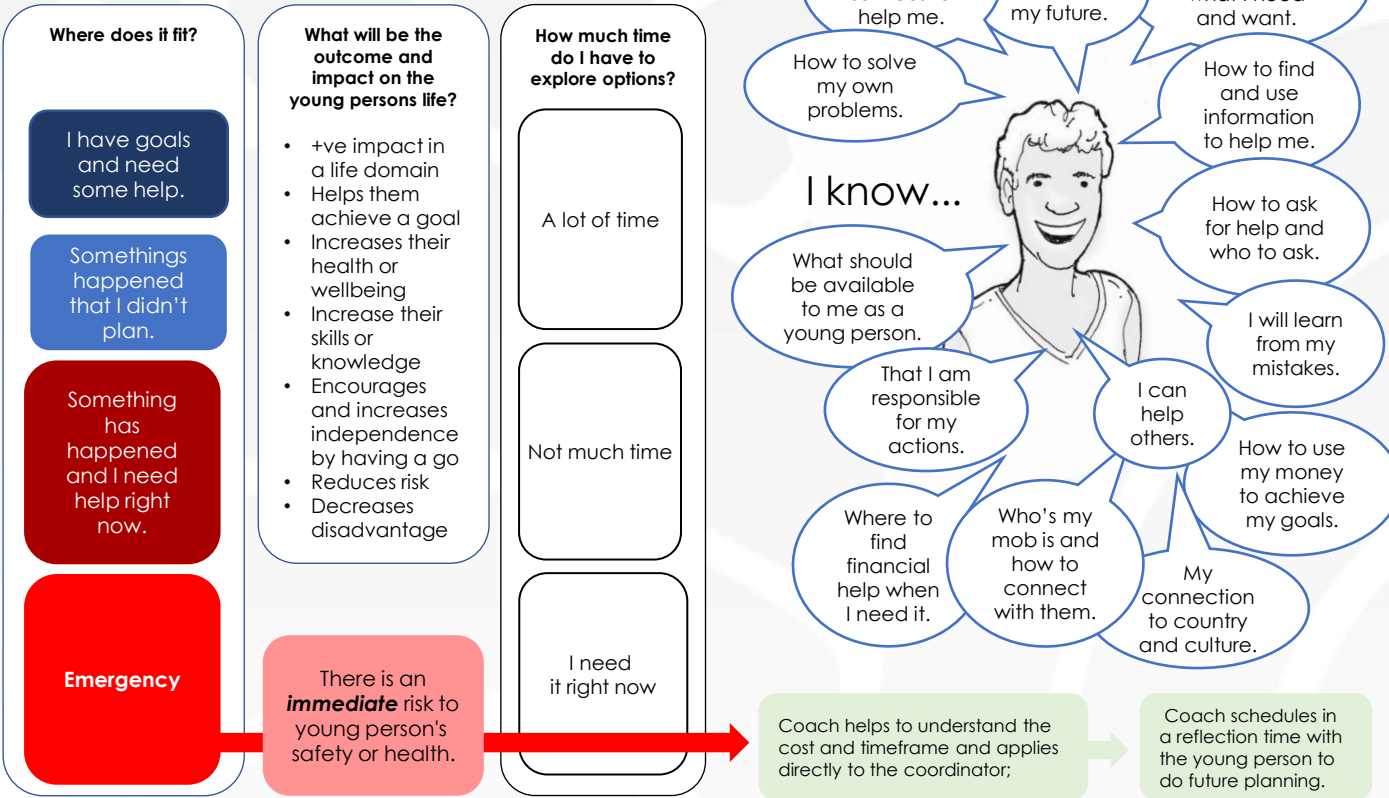 Where does it fit?
I have goals
and need
some help.
Somethings
happened
that I didn't
plan.
Something
has
happened
and I need
help right
now.
Emergency
What will be the
outcome and
impact on the
young persons life?
• +ve impact in
a life domain
• Helps them
achieve a goal
• Increases their
health or
wellbeing
• Increase their
skills or
knowledge
• Encourages
and increases
independence
by having a go
• Reduces risk
• Decreases
disadvantage
There is an
immediate risk to
young person's
safety or health.
How much time
do I have to
explore options?
A lot of time
Not much time
I need
it right now
help me.
my future.
and want.
How to solve
my own
problems.
How to find
and use
information
to help me.
I know...
How to ask
for help and
who to ask.
What should
be available
to me as a
young person.
I will learn
from my
mistakes.
That I am
responsible
for my
actions.
I can
help
others.
How to use
my money
to achieve
my goals.
Where to
find
financial
help when
I need it.
Who's my
mob is and
how to
connect
with them.
My
connection
to country
and culture.
Coach helps to understand the
cost and timeframe and applies
directly to the coordinator;
Coach schedules in
a reflection time with
the young person to
do future planning.